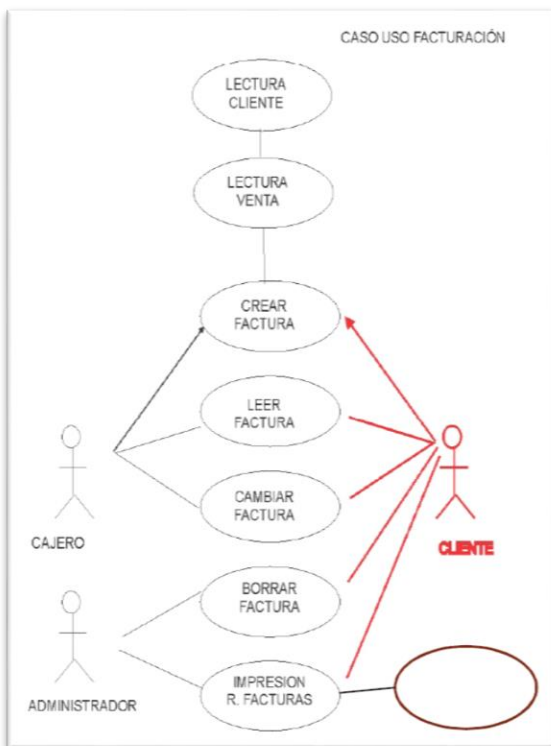 CASO USO FACTURACIÓN
LECTURA
CLIENTE
LECTURA
VENTA
CREAR
FACTURA
LEER
FACTURA
CAMBIAR
FACTURA
CAJERO
CLIENTE
BORRAR
FACTURA
IMPRESION
R. FACTURAS
ADMINISTRADOR